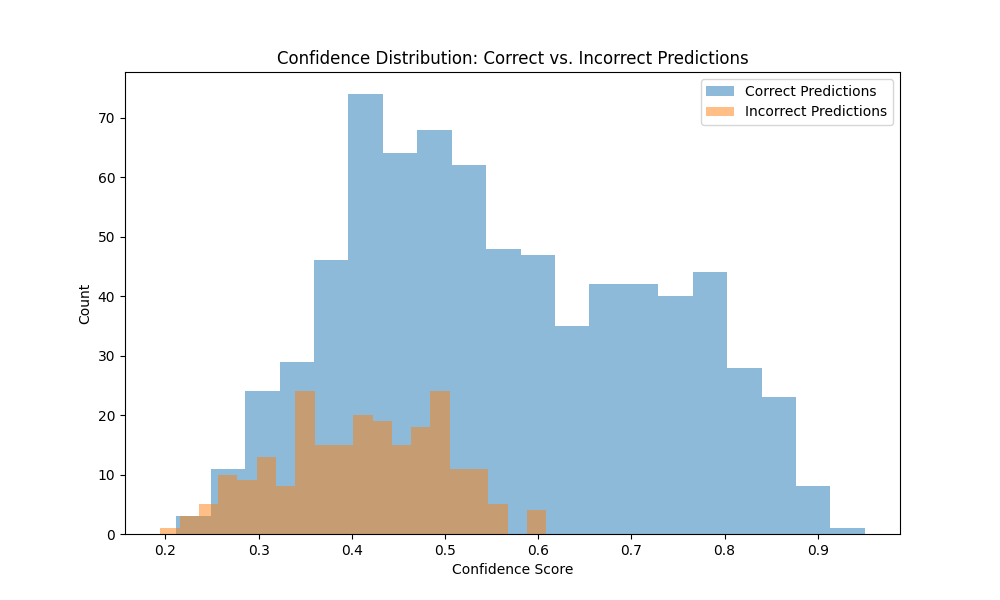 Confidence Distribution: Correct vs. Incorrect Predictions
Correct Predictions
Incorrect Predictions
Count
70
60
50
40
30
20
10
0
0.2 0.3 0.4 0.5 0.6 0.7 0.8 0.9
Confidence Score